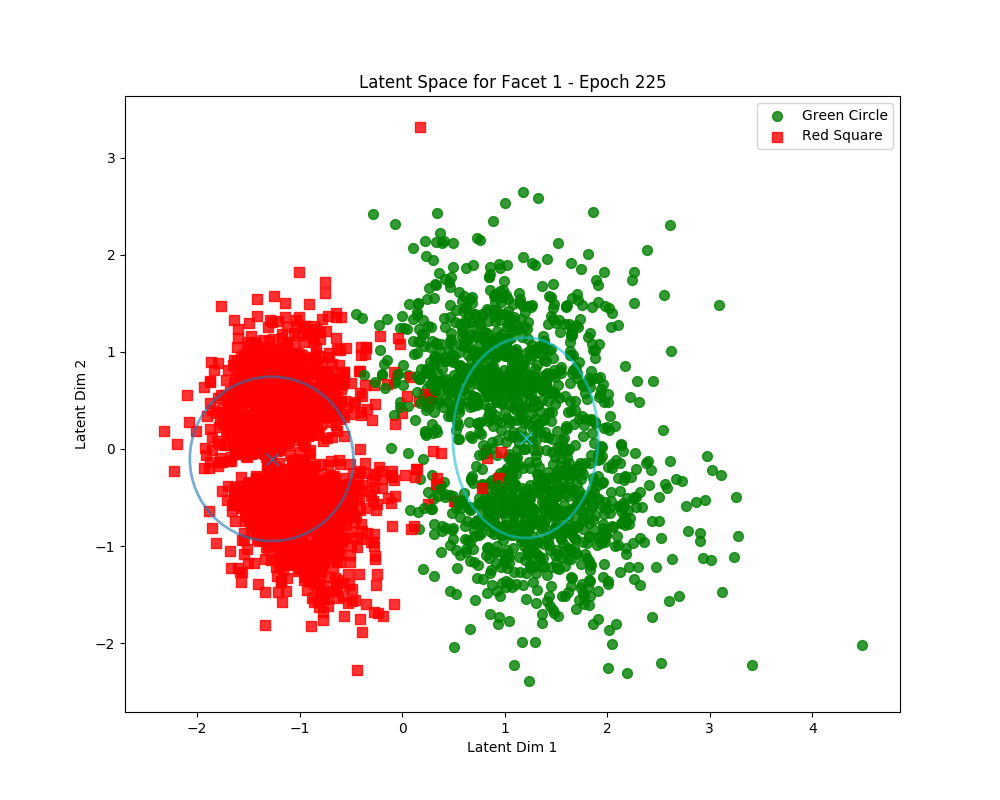 Latent Space for Facet 1 - Epoch 225
Green Circle
Red Square
Latent Dim 2
3
2
1
0
−1
−2
−2
−1
0
1
2
3
4
Latent Dim 1